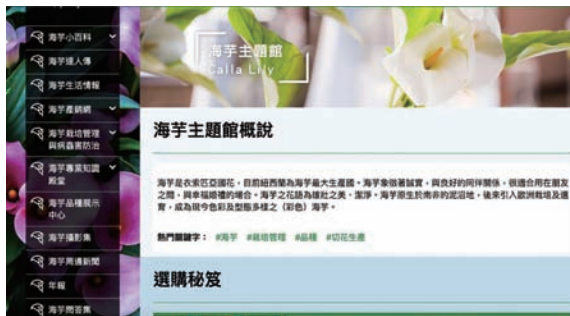 海芋小百科
海芋達人傳
海芋生活情報
海芋產銷網
海芋栽培管理
與病蟲害防治
海芋專業知識
殿堂
海芋品種展示
中心
海芋攝影集
海芋周邊新聞
年報
海芋問答集
海芋主題館
Calla Lily
海芋主題館概說
海芋是衣索匹亞國花,目前紐西蘭為海芋最大生產國。海芋象徵著誠實,與良好的同伴關係,很適合用在朋友
之間,與幸福婚禮的場合。海芋之花語為雄壯之美、潔淨。海芋原生於南非的泥沼地,後來引入歐洲栽培及選
育,成為現今色彩及型態多樣之(彩色)海芋。
熱門關鍵字: #海芋 #栽培管理 #品種 #切花生產
選購秘笈